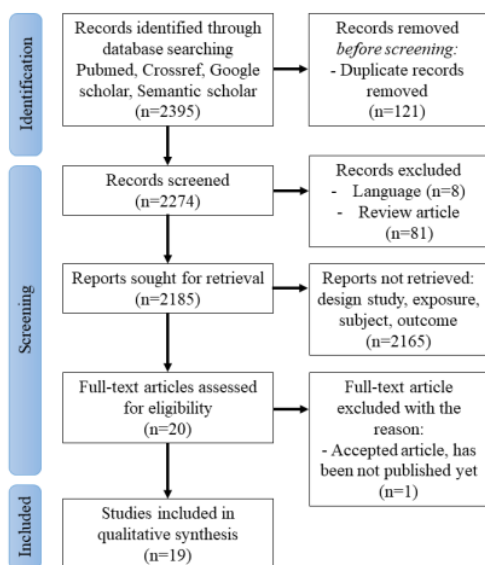 Identification
Records identified through
database searching
Pubmed, Crossref, Google
scholar, Semantic scholar
(n=2395)
Records removed
before screening:
- Duplicate records
removed
(n=121)
Screening
Records screened
(n=2274)
Records excluded
- Language (n=8)
- Review article
(n=81)
Reports sought for retrieval
(n=2185)
Reports not retrieved:
design study, exposure,
subject, outcome
(n=2165)
Full-text articles assessed
for eligibility
(n=20)
Full-text article
excluded with the
reason:
- Accepted article, has
been not published yet
(n=1)
Included
Studies included in
qualitative synthesis
(n=19)